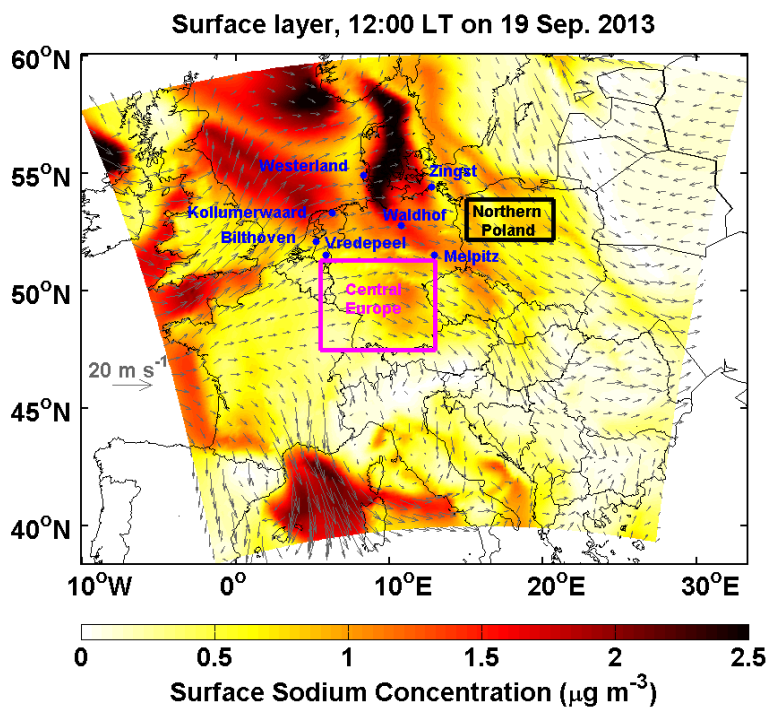 Surface layer, 12:00 LT on 19 Sep. 2013
60°N
55°N
50°N
45°N
40°N
Westerland
Zingst
Kollumerwaard
Waldhof
Northern
Poland
Bilthoven
Vredepeel
Melpitz
Central
Europe
20 m s⁻¹
10°W
0°
10°E
20°E
30°E
0
0.5
1
1.5
2
2.5
Surface Sodium Concentration (μg m⁻³)